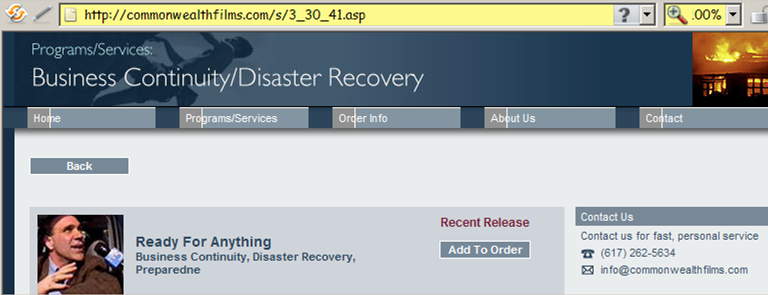 http://commonwealthfilms.com/s/3_30_41.asp ? .00%
Programs/Services:
Business Continuity/Disaster Recovery
Home Programs/Services Order Info About Us Contact
Back
Recent Release
Ready For Anything
Add To Order
Business Continuity, Disaster Recovery,
Preparedne
Contact Us
Contact us for fast, personal service
(617) 262-5634
info@commonwealthfilms.com